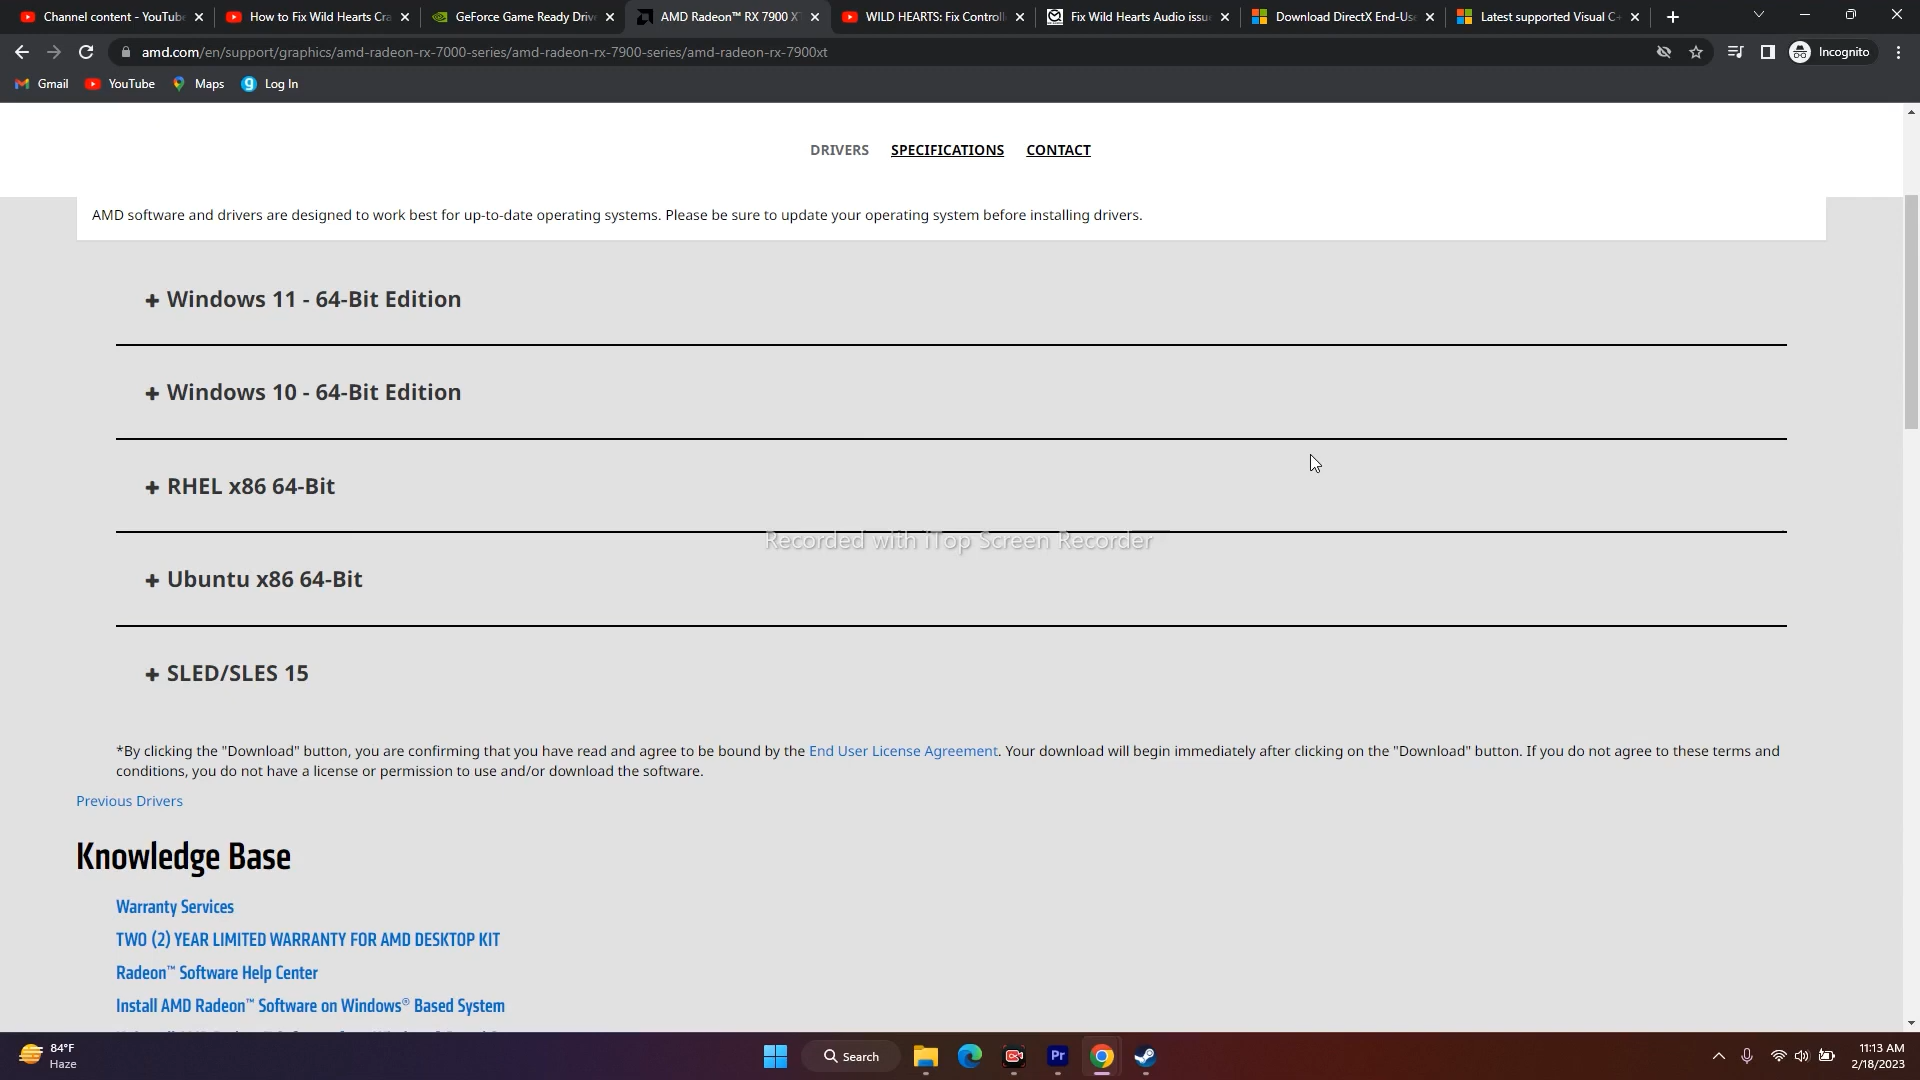 Channel content - YouTube
How to Fix Wild Hearts Cra
GeForce Game Ready Driv
AMD Radeon™ RX 7900 X
WILD HEARTS: Fix Controll
Fix Wild Hearts Audio issu
Download DirectX End-Us
Latest supported Visual C+
amd.com/en/support/graphics/amd-radeon-rx-7000-series/amd-radeon-rx-7900-series/amd-radeon-rx-7900xt
Incognito
Gmail
YouTube
Maps
Log In
DRIVERS
SPECIFICATIONS
CONTACT
AMD software and drivers are designed to work best for up-to-date operating systems. Please be sure to update your operating system before installing drivers.
+ Windows 11 - 64-Bit Edition
+ Windows 10 - 64-Bit Edition
+ RHEL x86 64-Bit
Recorded with iTop Screen Recorder
+ Ubuntu x86 64-Bit
+ SLED/SLES 15
*By clicking the "Download" button, you are confirming that you have read and agree to be bound by the End User License Agreement. Your download will begin immediately after clicking on the "Download" button. If you do not agree to these terms and
conditions, you do not have a license or permission to use and/or download the software.
Previous Drivers
Knowledge Base
Warranty Services
TWO (2) YEAR LIMITED WARRANTY FOR AMD DESKTOP KIT
Radeon™ Software Help Center
Install AMD Radeon™ Software on Windows® Based System
84°F
Haze
Search
Pr
11:13 AM
2/18/2023